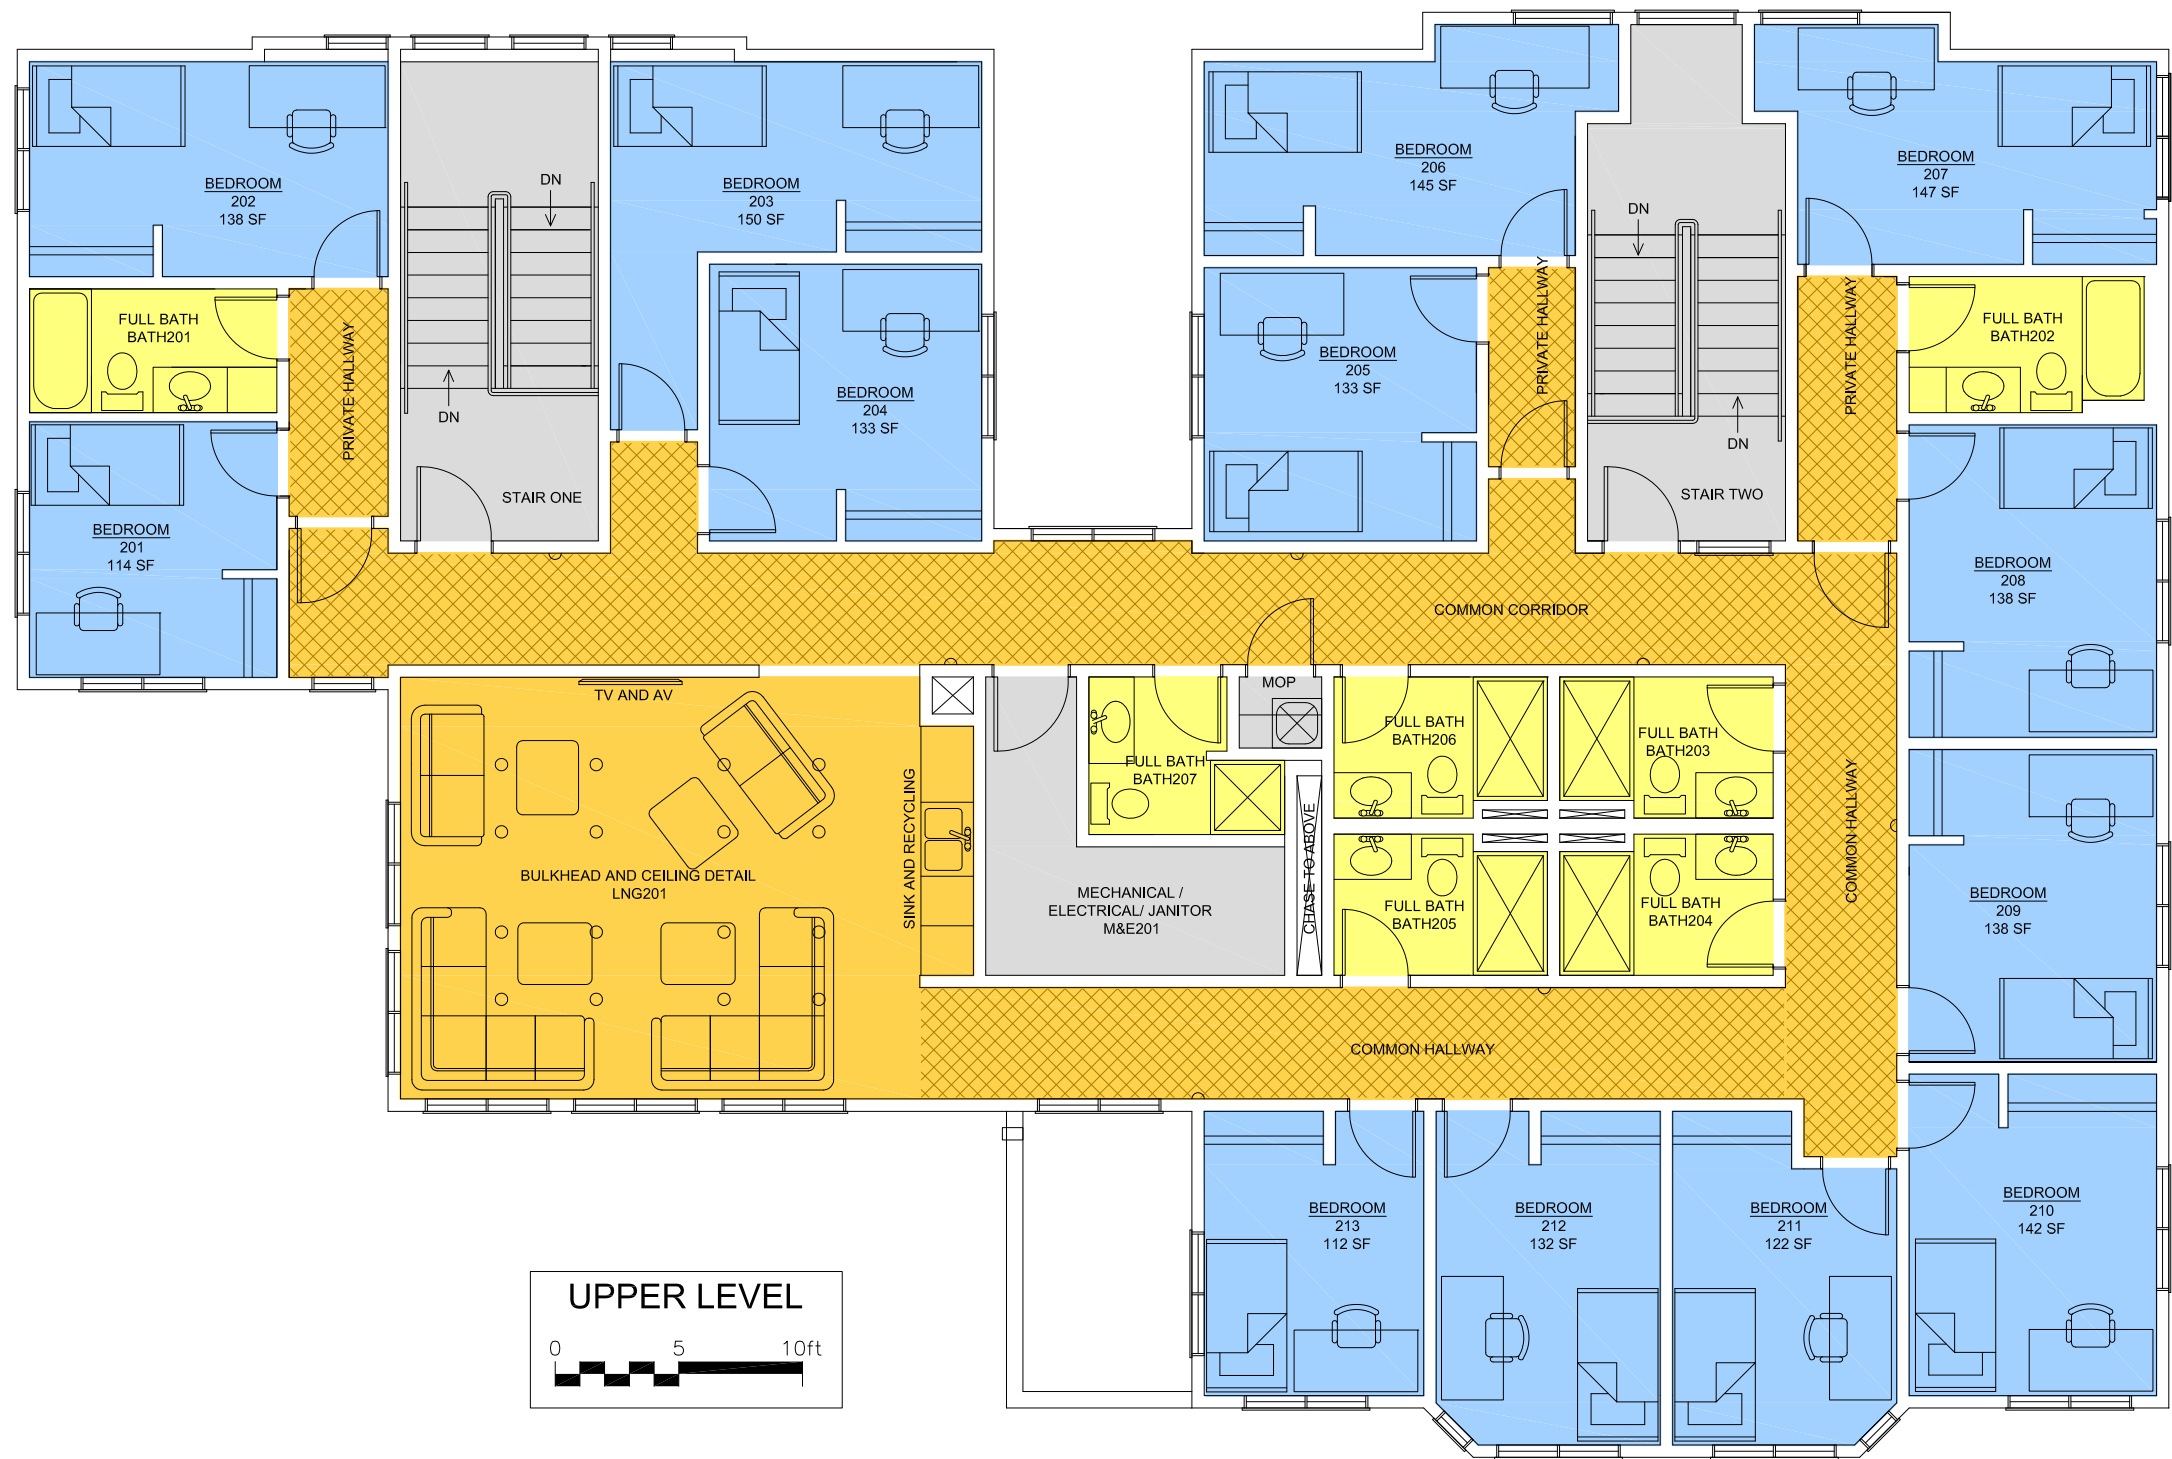 BEDROOM
202
138 SF
DN
DN
BEDROOM
203
150 SF
BEDROOM
206
145 SF
DN
DN
BEDROOM
207
147 SF
FULL BATH
BATH201
PRIVATE HALLWAY
BEDROOM
204
133 SF
BEDROOM
205
133 SF
PRIVATE HALLWAY
PRIVATE HALLWAY
FULL BATH
BATH202
STAIR ONE
STAIR TWO
BEDROOM
201
114 SF
BEDROOM
208
138 SF
COMMON CORRIDOR
TV AND AV
MOP
FULL BATH
BATH207
FULL BATH
BATH206
FULL BATH
BATH203
SINK AND RECYCLING
BULKHEAD AND CEILING DETAIL
LNG201
MECHANICAL /
ELECTRICAL/ JANITOR
M&E201
CHASE TO ABOVE
FULL BATH
BATH205
FULL BATH
BATH204
COMMON HALLWAY
BEDROOM
209
138 SF
COMMON HALLWAY
BEDROOM
213
112 SF
BEDROOM
212
132 SF
BEDROOM
211
122 SF
BEDROOM
210
142 SF
UPPER LEVEL
0 5 10ft